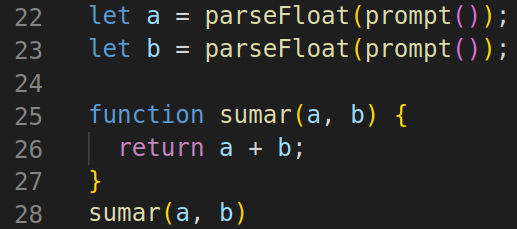 22 let a = parseFloat(prompt());
23 let b = parseFloat(prompt());
24
25 function sumar(a, b) {
26 return a + b;
27 }
28 sumar(a, b)